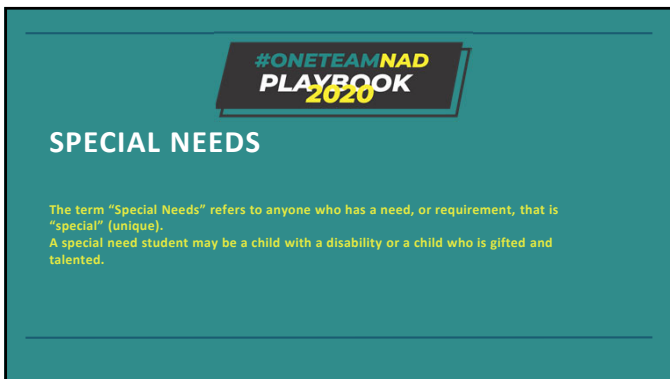 #ONETEAMNAD
PLAYBOOK
2020
SPECIAL NEEDS
The term “Special Needs” refers to anyone who has a need, or requirement, that is
“special” (unique).
A special need student may be a child with a disability or a child who is gifted and
talented.